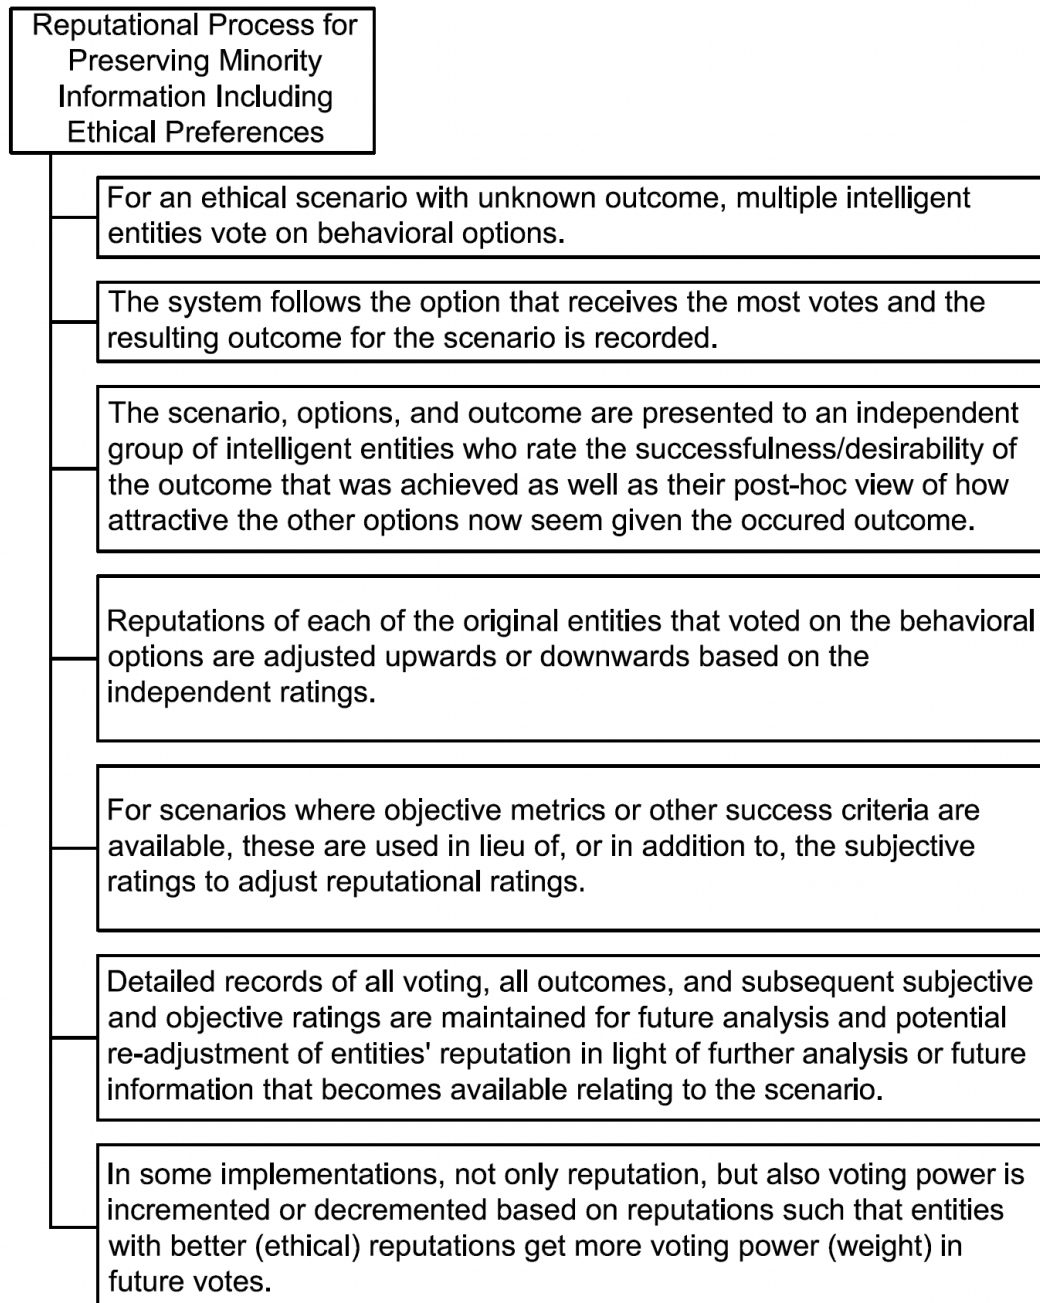 Reputational Process for
Preserving Minority
Information Including
Ethical Preferences
For an ethical scenario with unknown outcome, multiple intelligent
entities vote on behavioral options.
The system follows the option that receives the most votes and the
resulting outcome for the scenario is recorded.
The scenario, options, and outcome are presented to an independent
group of intelligent entities who rate the successfulness/desirability of
the outcome that was achieved as well as their post-hoc view of how
attractive the other options now seem given the occured outcome.
Reputations of each of the original entities that voted on the behavioral
options are adjusted upwards or downwards based on the
independent ratings.
For scenarios where objective metrics or other success criteria are
available, these are used in lieu of, or in addition to, the subjective
ratings to adjust reputational ratings.
Detailed records of all voting, all outcomes, and subsequent subjective
and objective ratings are maintained for future analysis and potential
re-adjustment of entities' reputation in light of further analysis or future
information that becomes available relating to the scenario.
In some implementations, not only reputation, but also voting power is
incremented or decremented based on reputations such that entities
with better (ethical) reputations get more voting power (weight) in
future votes.